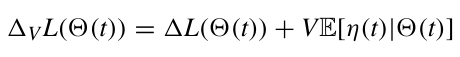 Δ_V L(Θ(t)) = ΔL(Θ(t)) + V𝔼[η(t)|Θ(t)]